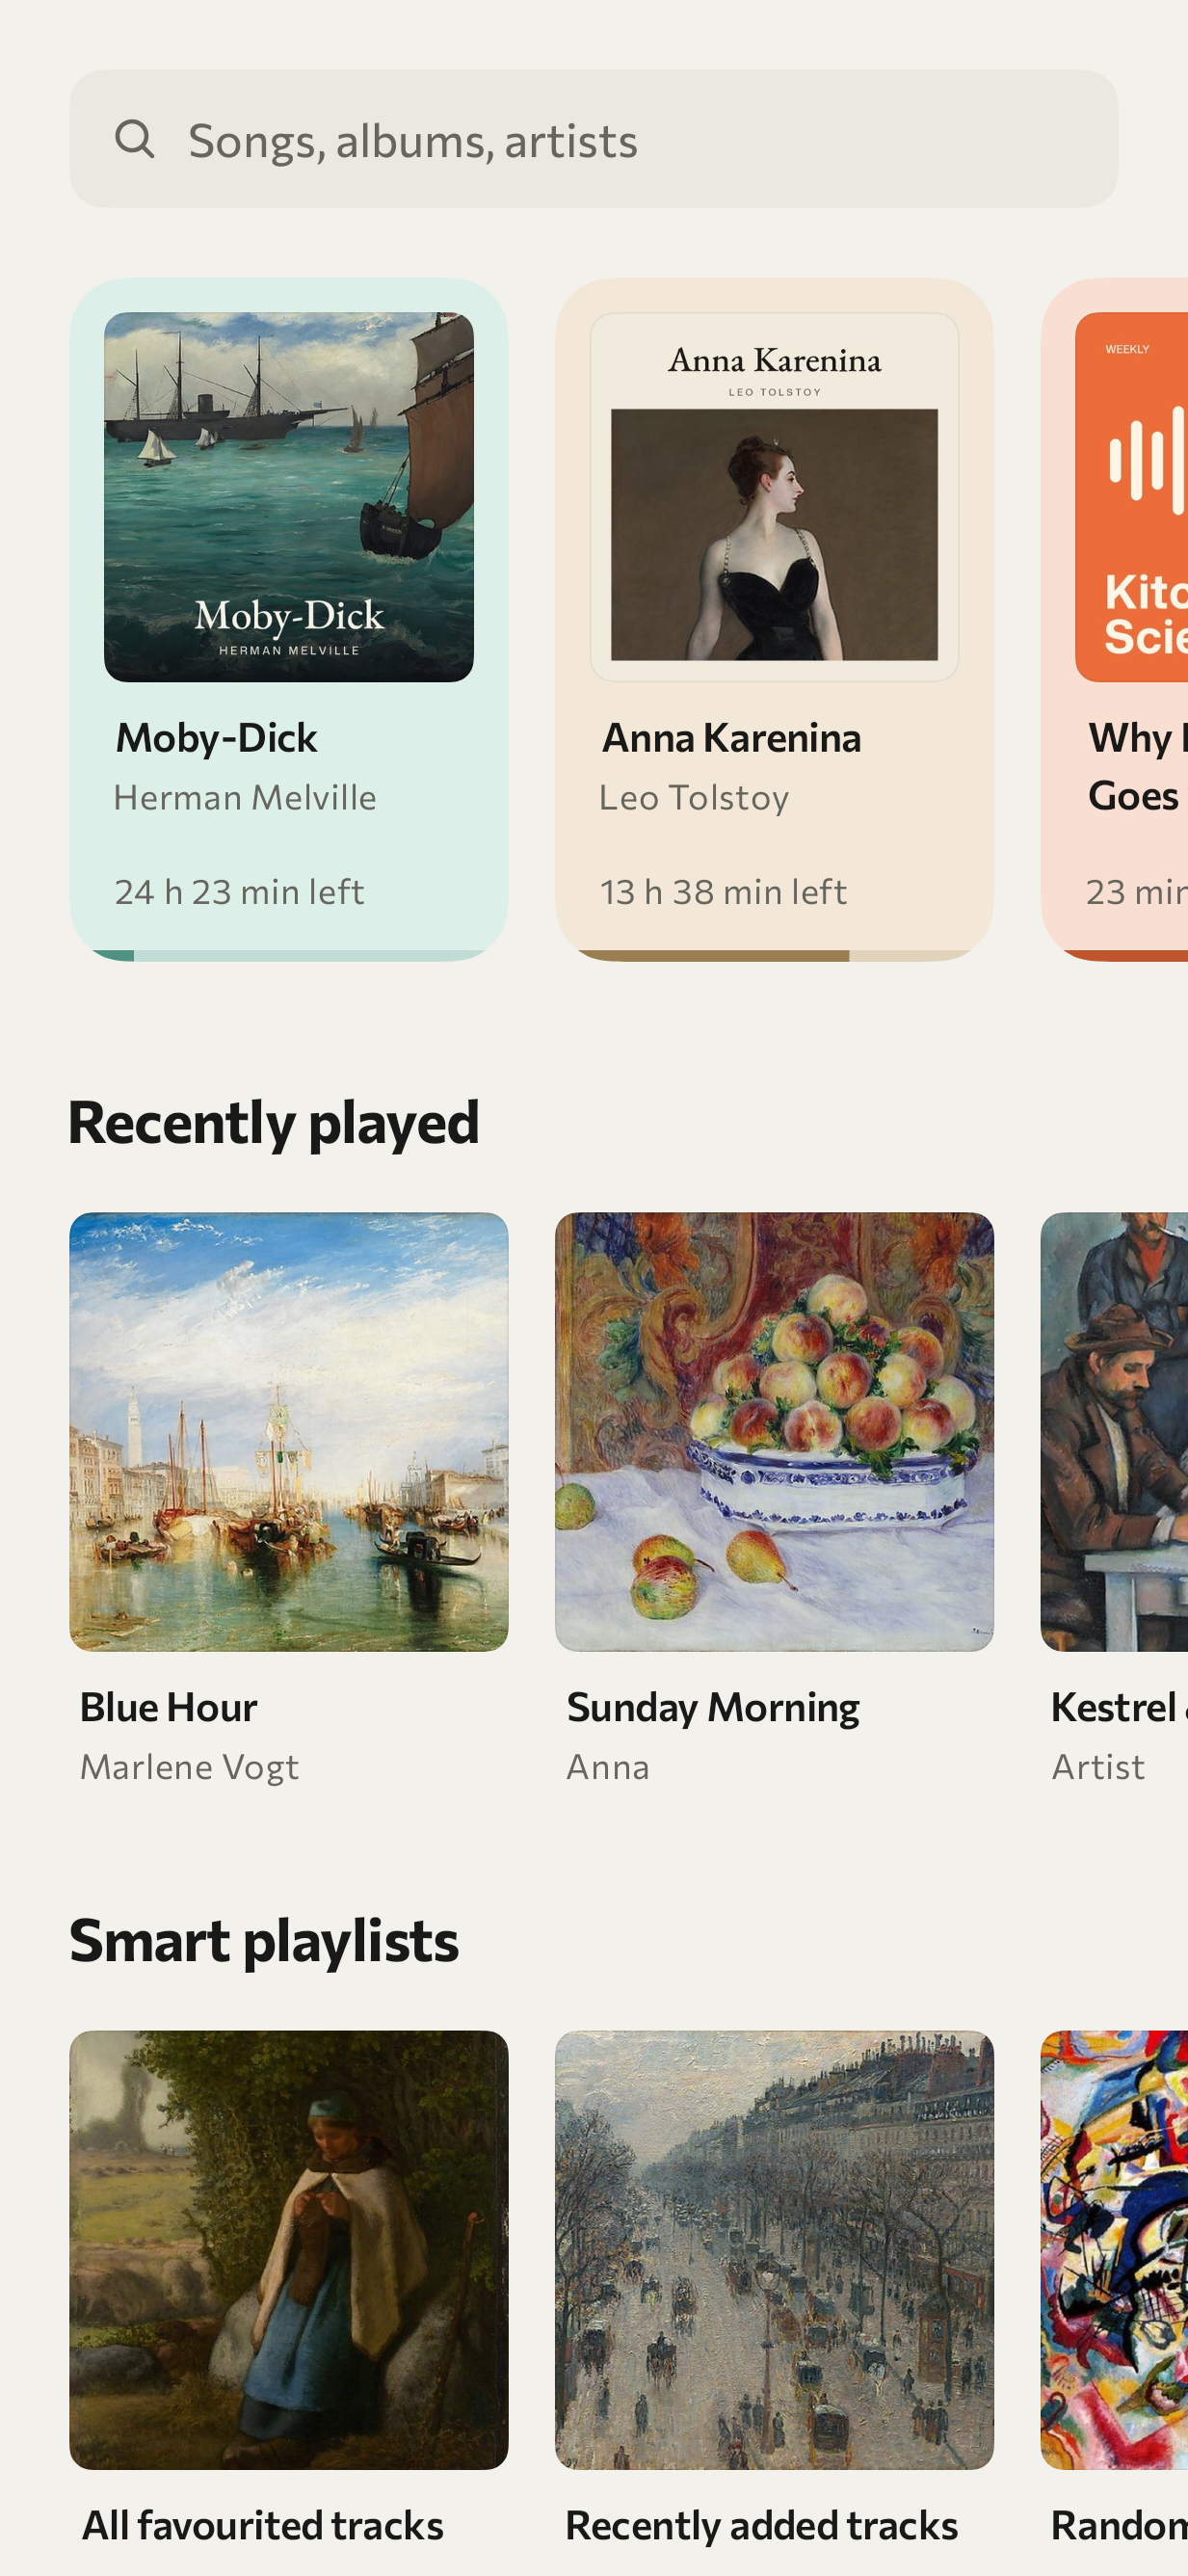 Songs, albums, artists
Moby-Dick
HERMAN MELVILLE
Moby-Dick
Herman Melville
24 h 23 min left
Anna Karenina
LEO TOLSTOY
Anna Karenina
Leo Tolstoy
13 h 38 min left
WEEKLY
Why
Goes
23
Recently played
Blue Hour
Marlene Vogt
Sunday Morning
Anna
Kestrel
Artist
Smart playlists
All favourited tracks
Recently added tracks